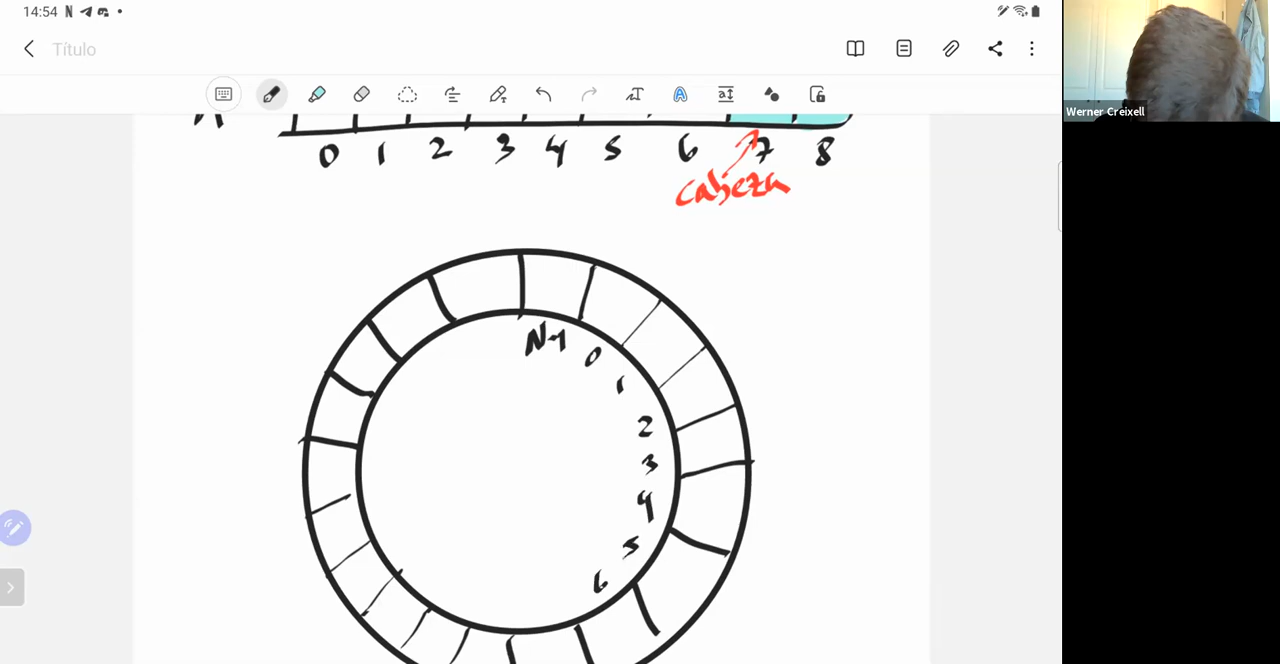 14:54
Título
Werner Creixell
0 1 2 3 4 5 6 7 8
cabeza
N-1
0
1
2
3
4
5
6